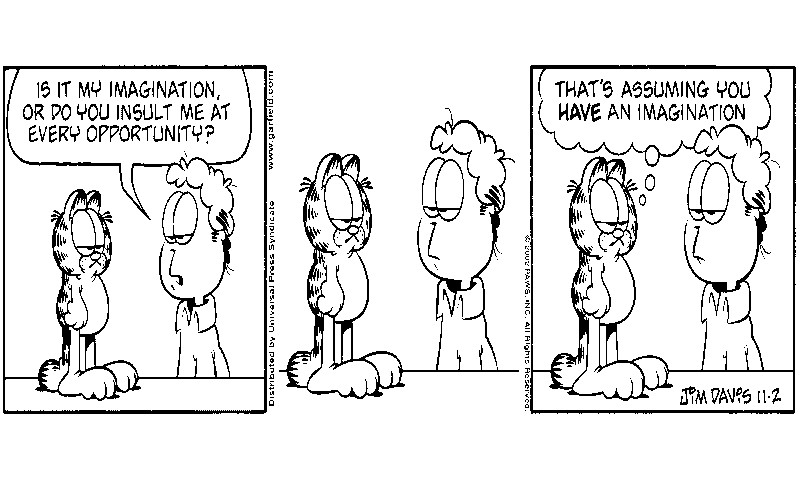 IS IT MY IMAGINATION,
OR DO YOU INSULT ME AT
EVERY OPPORTUNITY?
www.garfield.com
Distributed by Universal Press Syndicate
THAT'S ASSUMING YOU
HAVE AN IMAGINATION
© 2002 PAWS, INC. All Rights Reserved.
JIM DAVIS 11-2